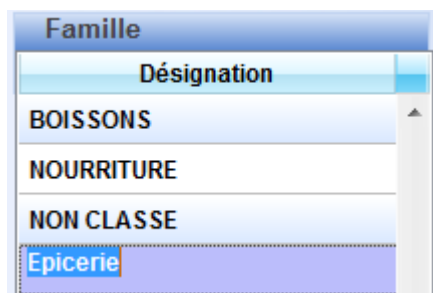 Famille
Désignation
BOISSONS
NOURRITURE
NON CLASSE
Epicerie